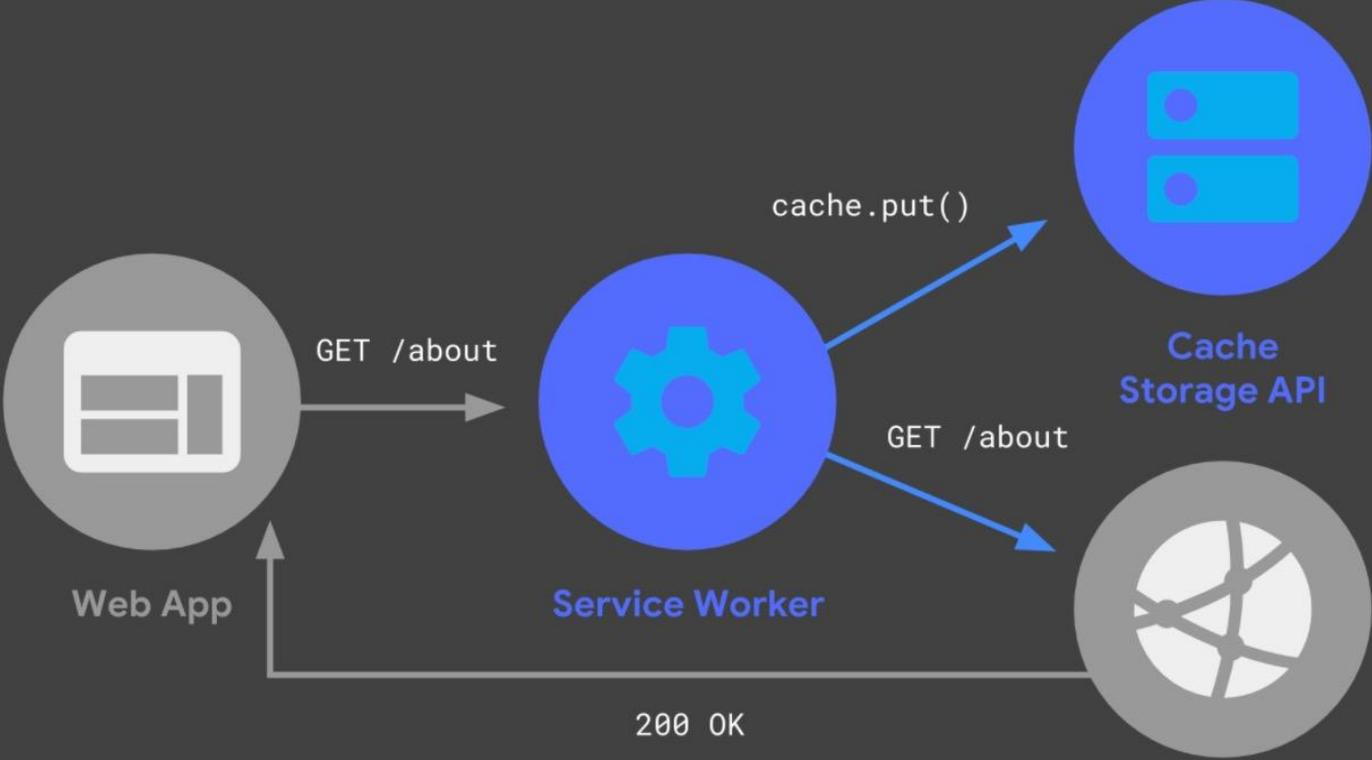 cache.put()
GET /about
Cache
Storage API
GET /about
Web App
Service Worker
200 OK